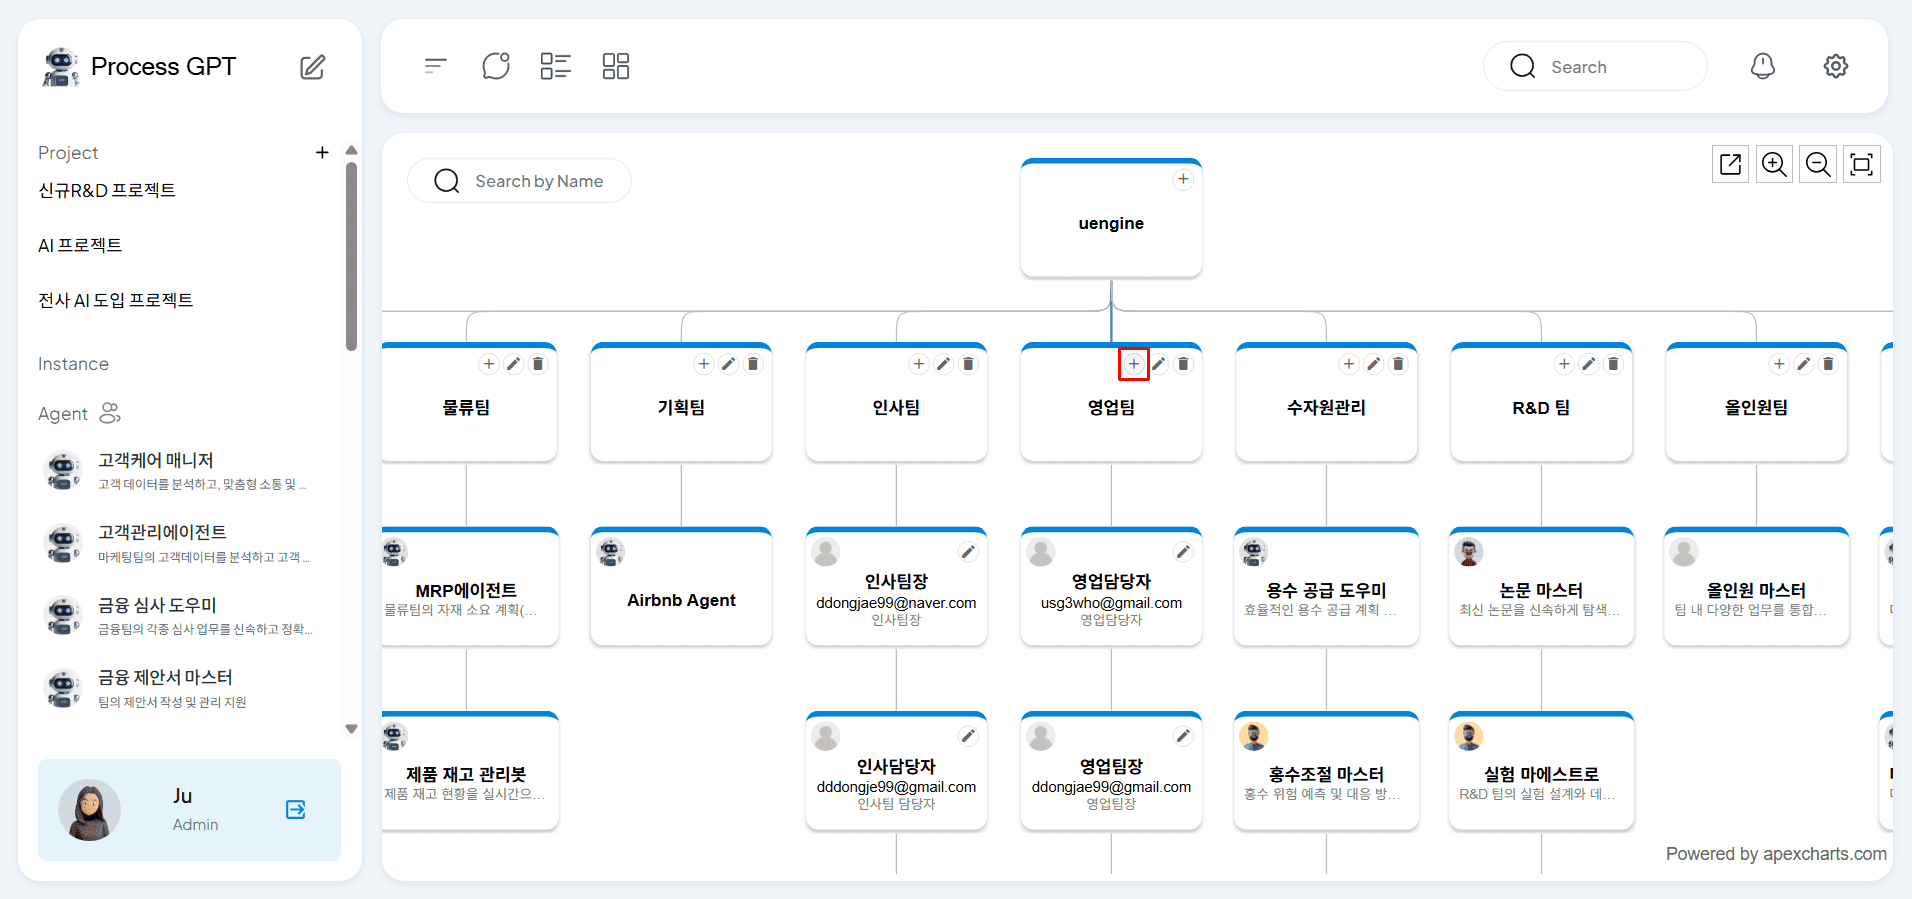 Process GPT
Project
신규R&D 프로젝트
AI 프로젝트
전사 AI 도입 프로젝트
Instance
Agent
고객케어 매니저
고객 데이터를 분석하고, 맞춤형 소통 및 ...
고객관리에이전트
마케팅팀의 고객데이터를 분석하고 고객 ...
금융 심사 도우미
금융팀의 각종 심사 업무를 신속하고 정확...
금융 제안서 마스터
팀의 제안서 작성 및 관리 지원
Ju
Admin
Search
Search by Name
uengine
물류팀
기획팀
인사팀
영업팀
수자원관리
R&D 팀
올인원팀
MRP에이전트
물류팀의 자재 소요 계획(...
Airbnb Agent
인사팀장
ddongjae99@naver.com
인사팀장
영업담당자
usg3who@gmail.com
영업담당자
용수 공급 도우미
효율적인 용수 공급 계획 ...
논문 마스터
최신 논문을 신속하게 탐색...
올인원 마스터
팀 내 다양한 업무를 통합...
제품 재고 관리봇
제품 재고 현황을 실시간으...
인사담당자
dddongje99@gmail.com
인사팀 담당자
영업팀장
ddongjae99@gmail.com
영업팀장
홍수조절 마스터
홍수 위험 예측 및 대응 방...
실험 마에스트로
R&D 팀의 실험 설계와 데...
Powered by apexcharts.com